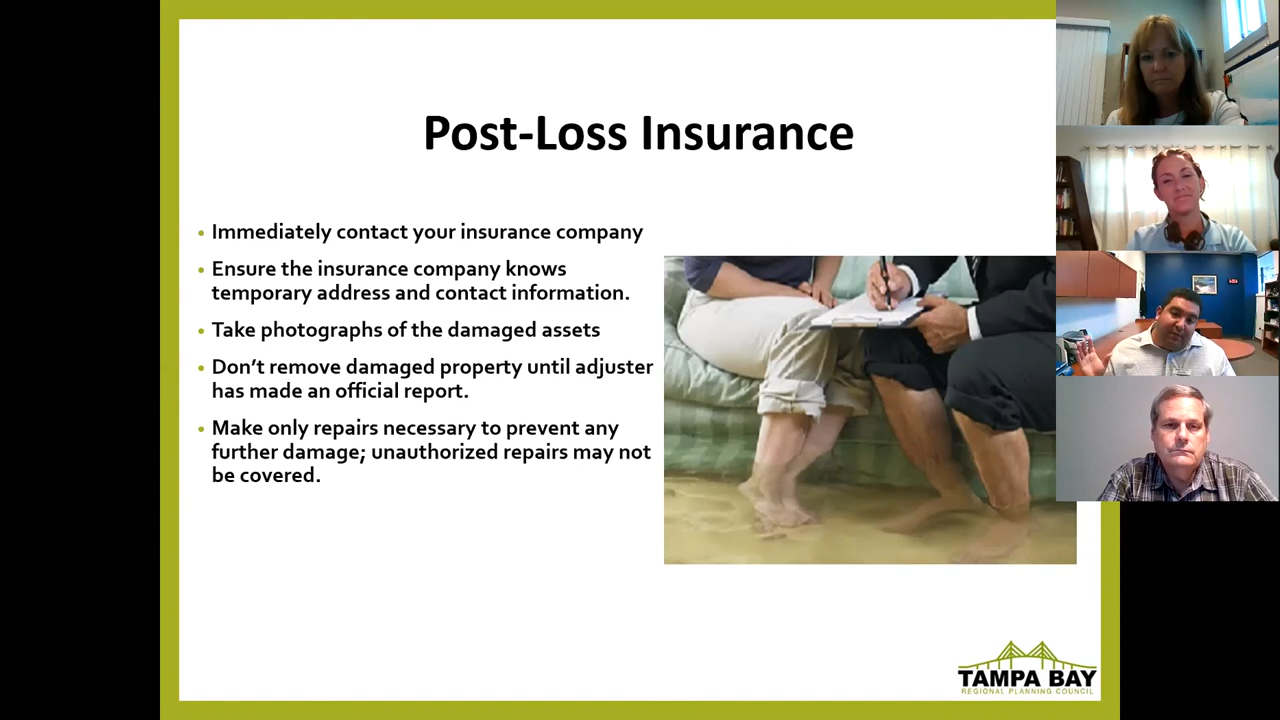 Post-Loss Insurance
• Immediately contact your insurance company
• Ensure the insurance company knows
temporary address and contact information.
• Take photographs of the damaged assets
• Don’t remove damaged property until adjuster
has made an official report.
• Make only repairs necessary to prevent any
further damage; unauthorized repairs may not
be covered.
TAMPA BAY
REGIONAL PLANNING COUNCIL